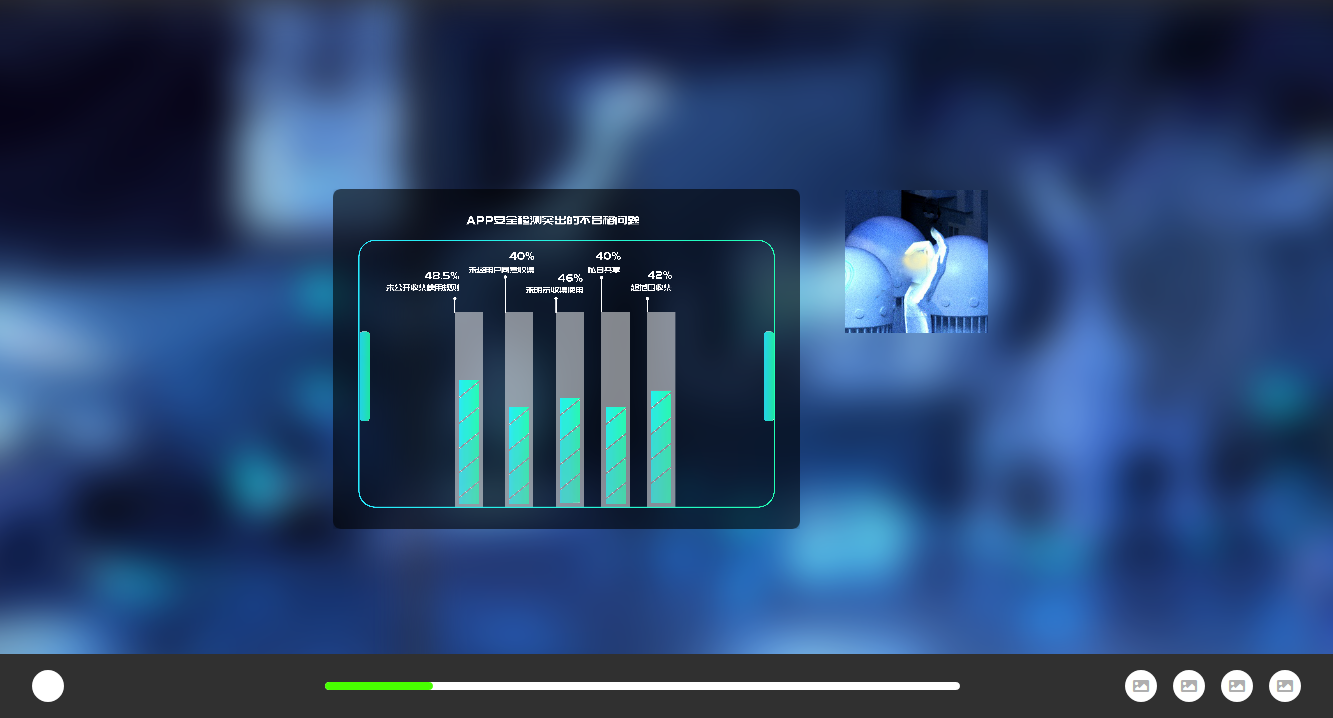 APP安全检测突出的不合格问题
48.5%
未公开收集使用规则
40%
未经用户同意收集
46%
未明示收集使用
40%
私自共享
42%
超范围收集